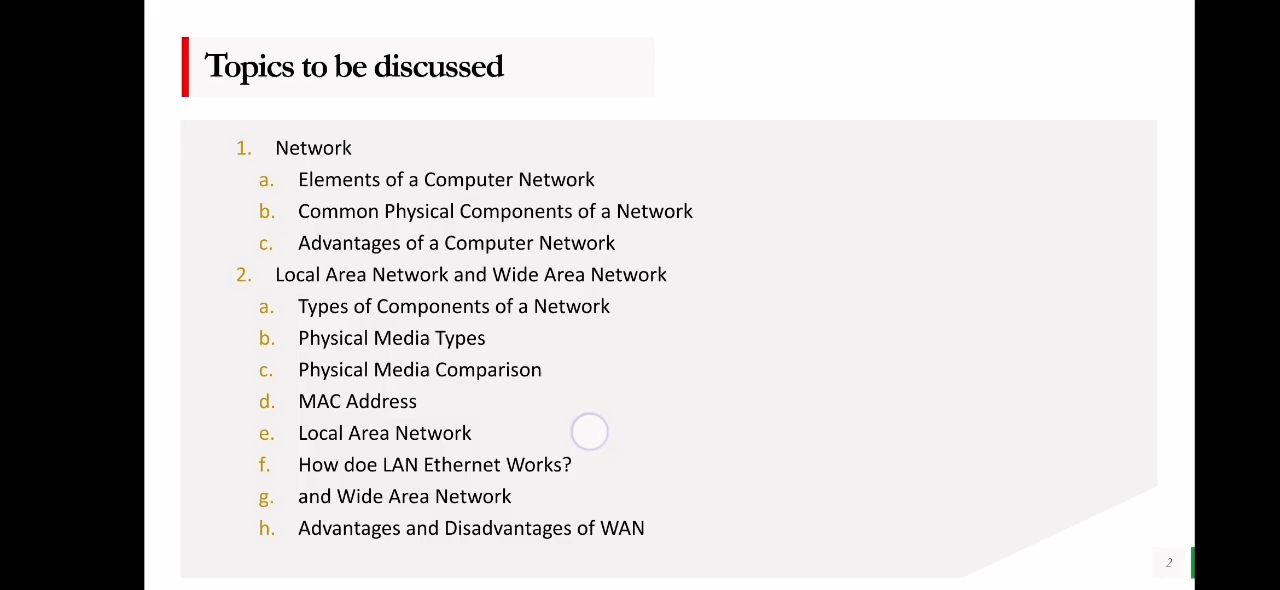 Topics to be discussed
1. Network
a. Elements of a Computer Network
b. Common Physical Components of a Network
c. Advantages of a Computer Network
2. Local Area Network and Wide Area Network
a. Types of Components of a Network
b. Physical Media Types
c. Physical Media Comparison
d. MAC Address
e. Local Area Network
f. How doe LAN Ethernet Works?
g. and Wide Area Network
h. Advantages and Disadvantages of WAN
2